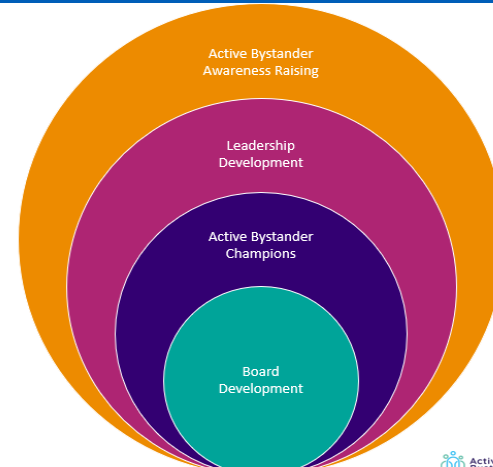 Active Bystander
Awareness Raising
Leadership
Development
Active Bystander
Champions
Board
Development